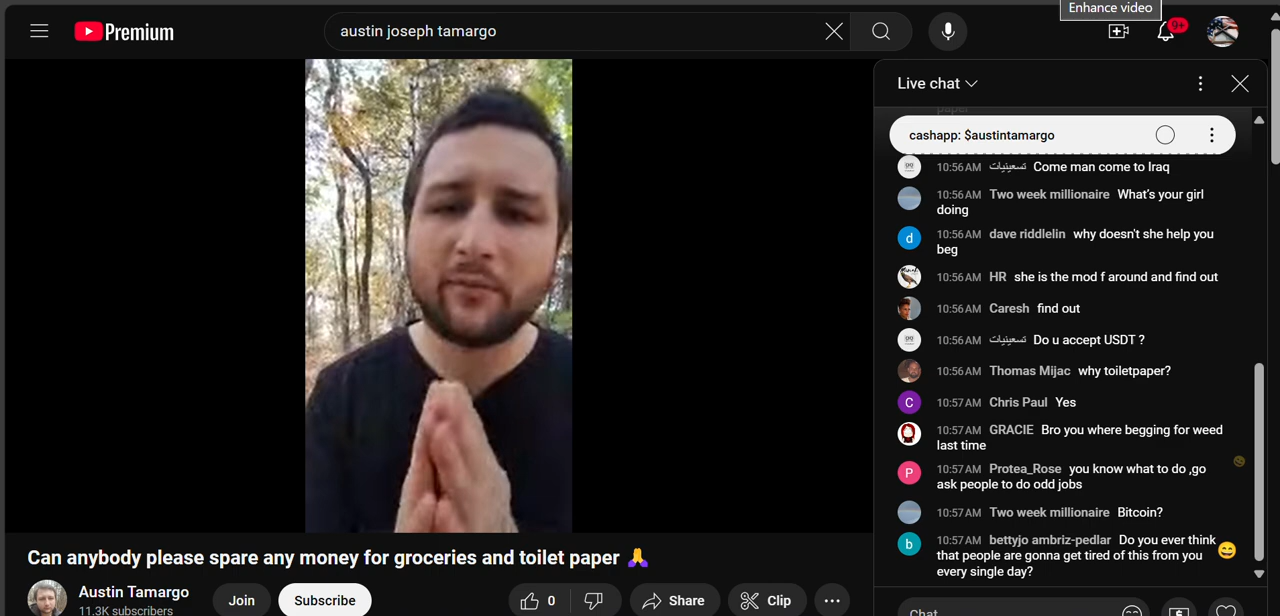 Enhance video
Premium
austin joseph tamargo
9+
Live chat
paper
cashapp: $austintamargo
10:56 AM تسعينيات Come man come to Iraq
10:56 AM Two week millionaire What's your girl
doing
10:56 AM dave riddlelin why doesn't she help you
beg
10:56 AM HR she is the mod f around and find out
10:56 AM Caresh find out
10:56 AM تسعينيات Do u accept USDT ?
10:56 AM Thomas Mijac why toiletpaper?
10:57 AM Chris Paul Yes
10:57 AM GRACIE Bro you where begging for weed
last time
10:57 AM Protea_Rose you know what to do ,go
ask people to do odd jobs
10:57 AM Two week millionaire Bitcoin?
10:57 AM bettyjo ambriz-pedlar Do you ever think
that people are gonna get tired of this from you
every single day?
d
C
P
b
Can anybody please spare any money for groceries and toilet paper 🙏
Austin Tamargo
11.3K subscribers
Join
Subscribe
0
Share
Clip
Chat